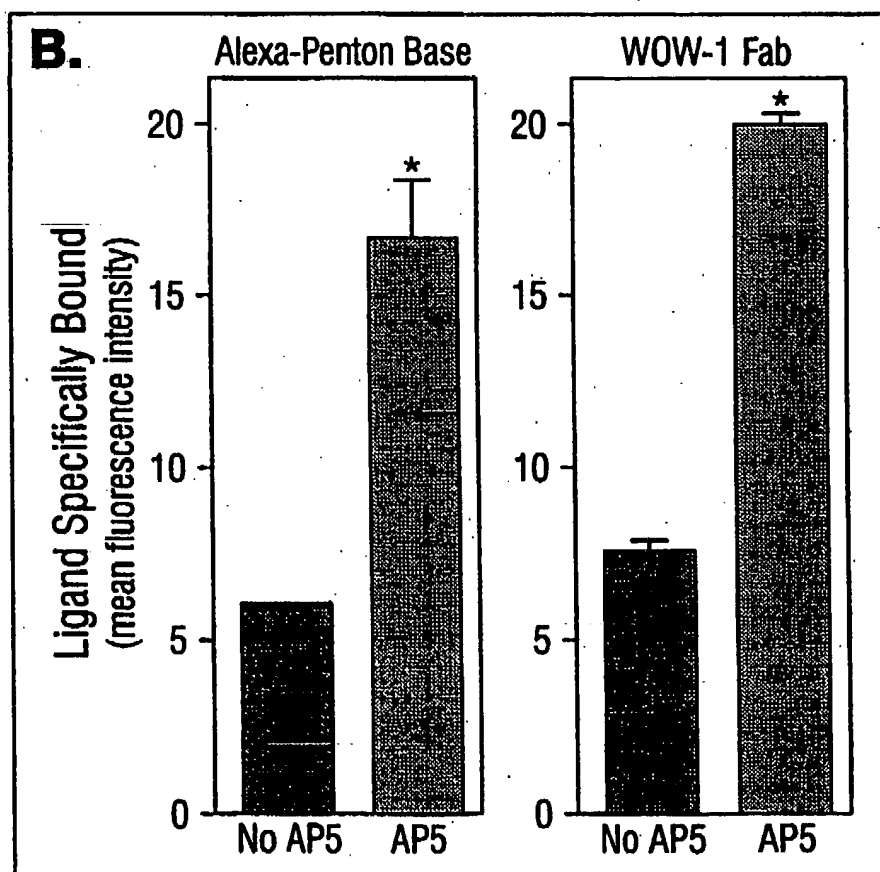 B.
Alexa-Penton Base
WOW-1 Fab
Ligand Specifically Bound
(mean fluorescence intensity)
20
15
10
5
0
*
No AP5
AP5
20
15
10
5
0
*
No AP5
AP5